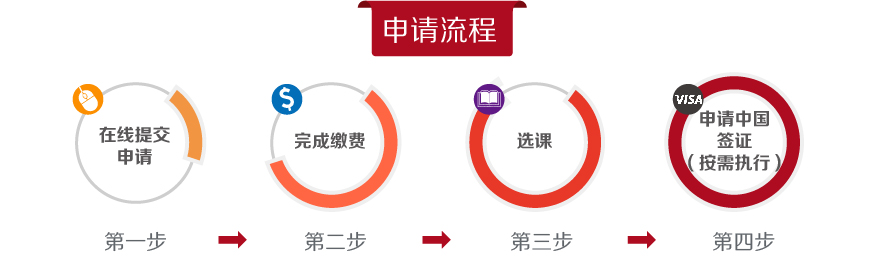 申请流程
在线提交
申请
完成缴费
选课
VISA
申请中国
签证
（按需执行）
第一步
第二步
第三步
第四步